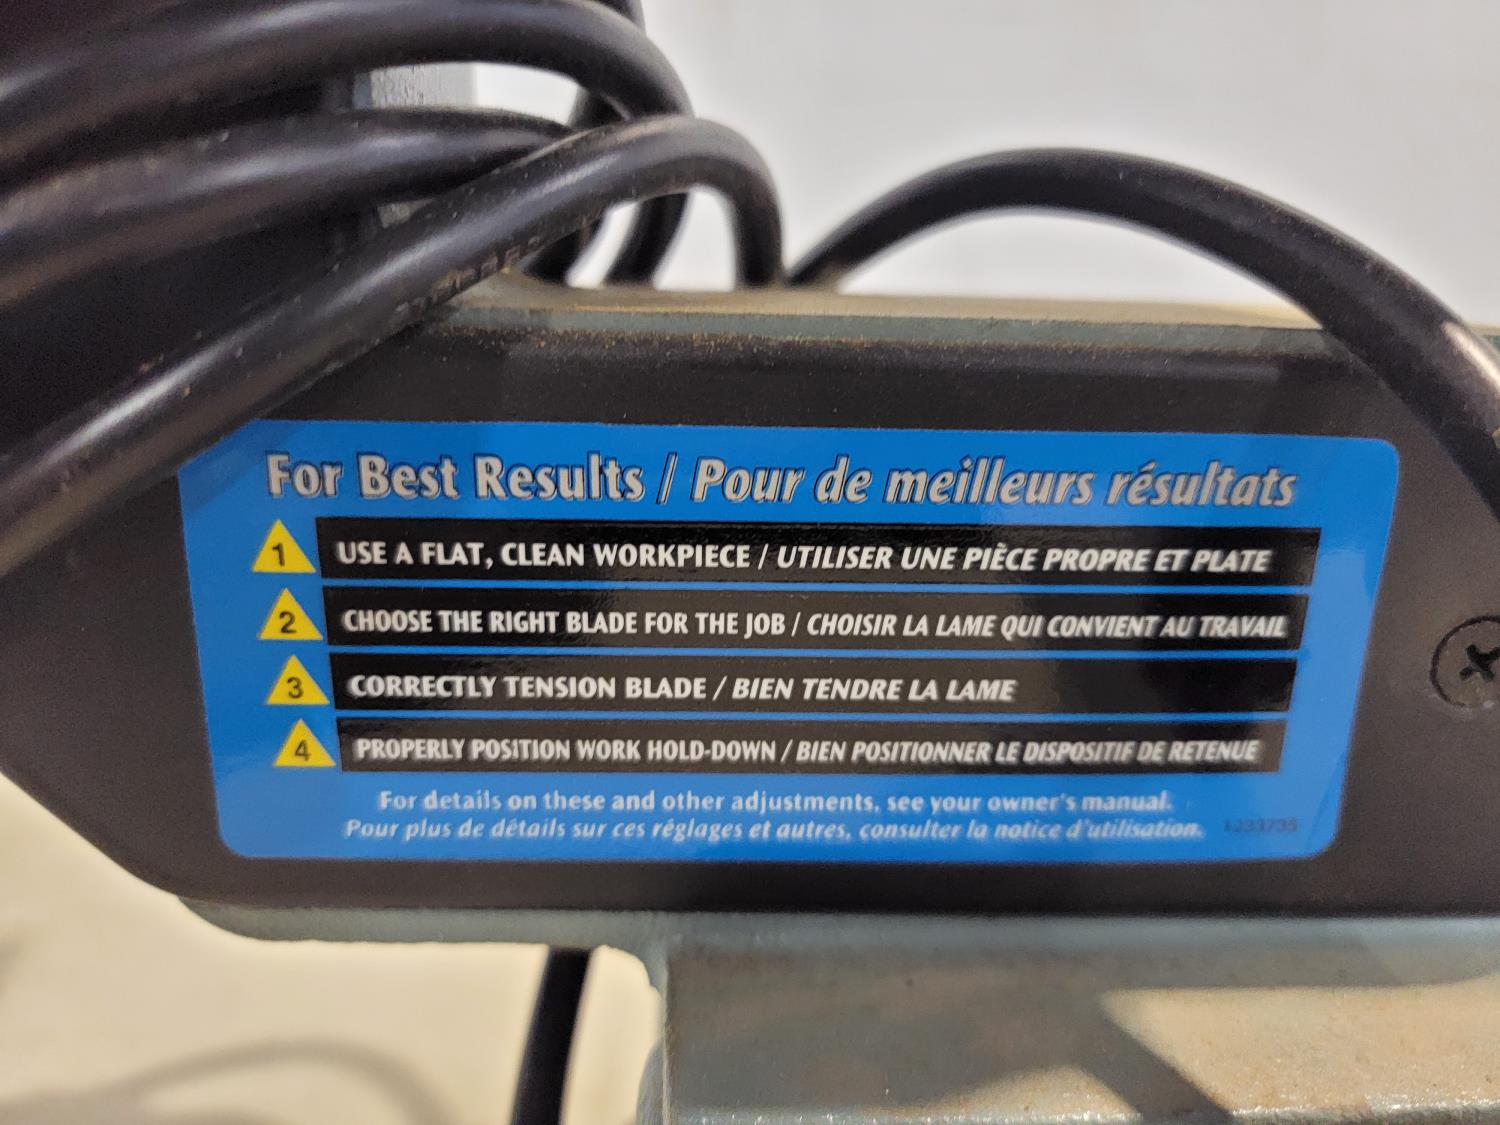 For Best Results / Pour de meilleurs résultats
1 USE A FLAT, CLEAN WORKPIECE / UTILISER UNE PIÈCE PROPRE ET PLATE
2 CHOOSE THE RIGHT BLADE FOR THE JOB / CHOISIR LA LAME QUI CONVIENT AU TRAVAIL
3 CORRECTLY TENSION BLADE / BIEN TENDRE LA LAME
4 PROPERLY POSITION WORK HOLD-DOWN / BIEN POSITIONNER LE DISPOSITIF DE RETENUE
For details on these and other adjustments, see your owner's manual.
Pour plus de détails sur ces réglages et autres, consulter la notice d'utilisation.